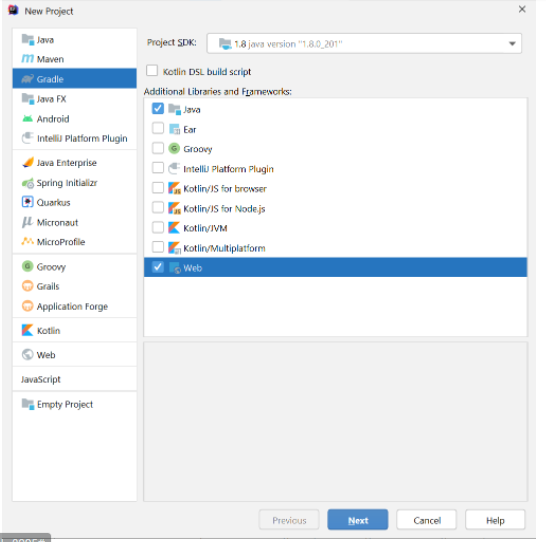 New Project
Java
Maven
Gradle
Java FX
Android
IntelliJ Platform Plugin
Java Enterprise
Spring Initializr
Quarkus
Micronaut
MicroProfile
Groovy
Grails
Application Forge
Kotlin
Web
JavaScript
Empty Project
Project SDK: 1.8 java version "1.8.0_201"
Kotlin DSL build script
Additional Libraries and Frameworks:
Java
Ear
Groovy
IntelliJ Platform Plugin
Kotlin/JS for browser
Kotlin/JS for Node.js
Kotlin/JVM
Kotlin/Multiplatform
Web
Previous Next Cancel Help